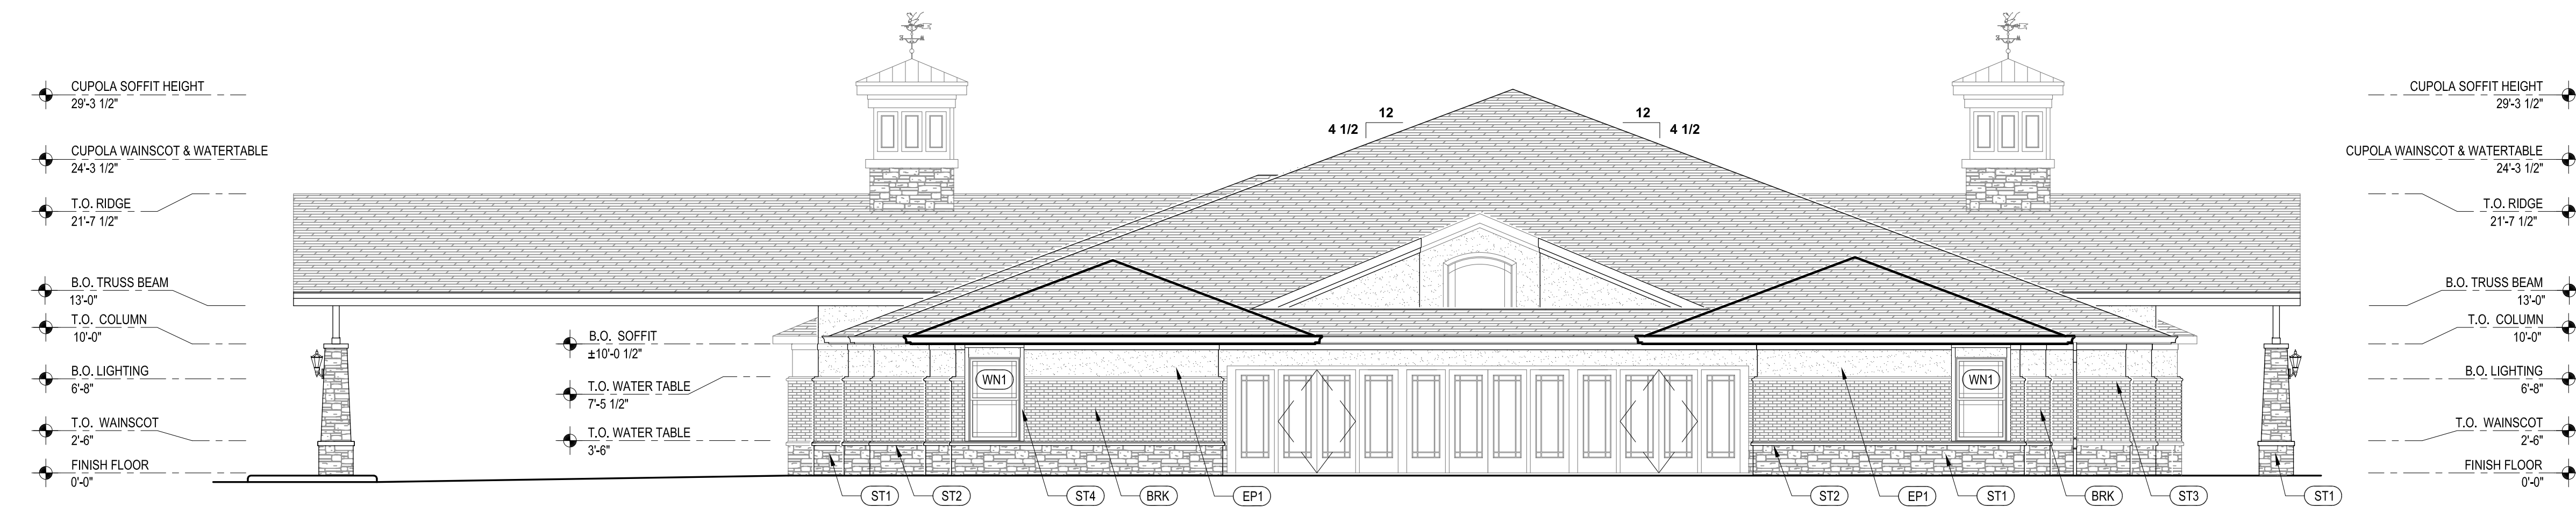 CUPOLA SOFFIT HEIGHT
29'-3 1/2"
CUPOLA WAINSCOT & WATERTABLE
24'-3 1/2"
T.O. RIDGE
21'-7 1/2"
B.O. TRUSS BEAM
13'-0"
T.O. COLUMN
10'-0"
B.O. LIGHTING
6'-8"
T.O. WAINSCOT
2'-6"
FINISH FLOOR
0'-0"
B.O. SOFFIT
±10'-0 1/2"
T.O. WATER TABLE
7'-5 1/2"
T.O. WATER TABLE
3'-6"
12
4 1/2
12
4 1/2
WN1
WN1
ST1
ST2
ST4
BRK
EP1
ST2
EP1
ST1
BRK
ST3
ST1
CUPOLA SOFFIT HEIGHT
29'-3 1/2"
CUPOLA WAINSCOT & WATERTABLE
24'-3 1/2"
T.O. RIDGE
21'-7 1/2"
B.O. TRUSS BEAM
13'-0"
T.O. COLUMN
10'-0"
B.O. LIGHTING
6'-8"
T.O. WAINSCOT
2'-6"
FINISH FLOOR
0'-0"